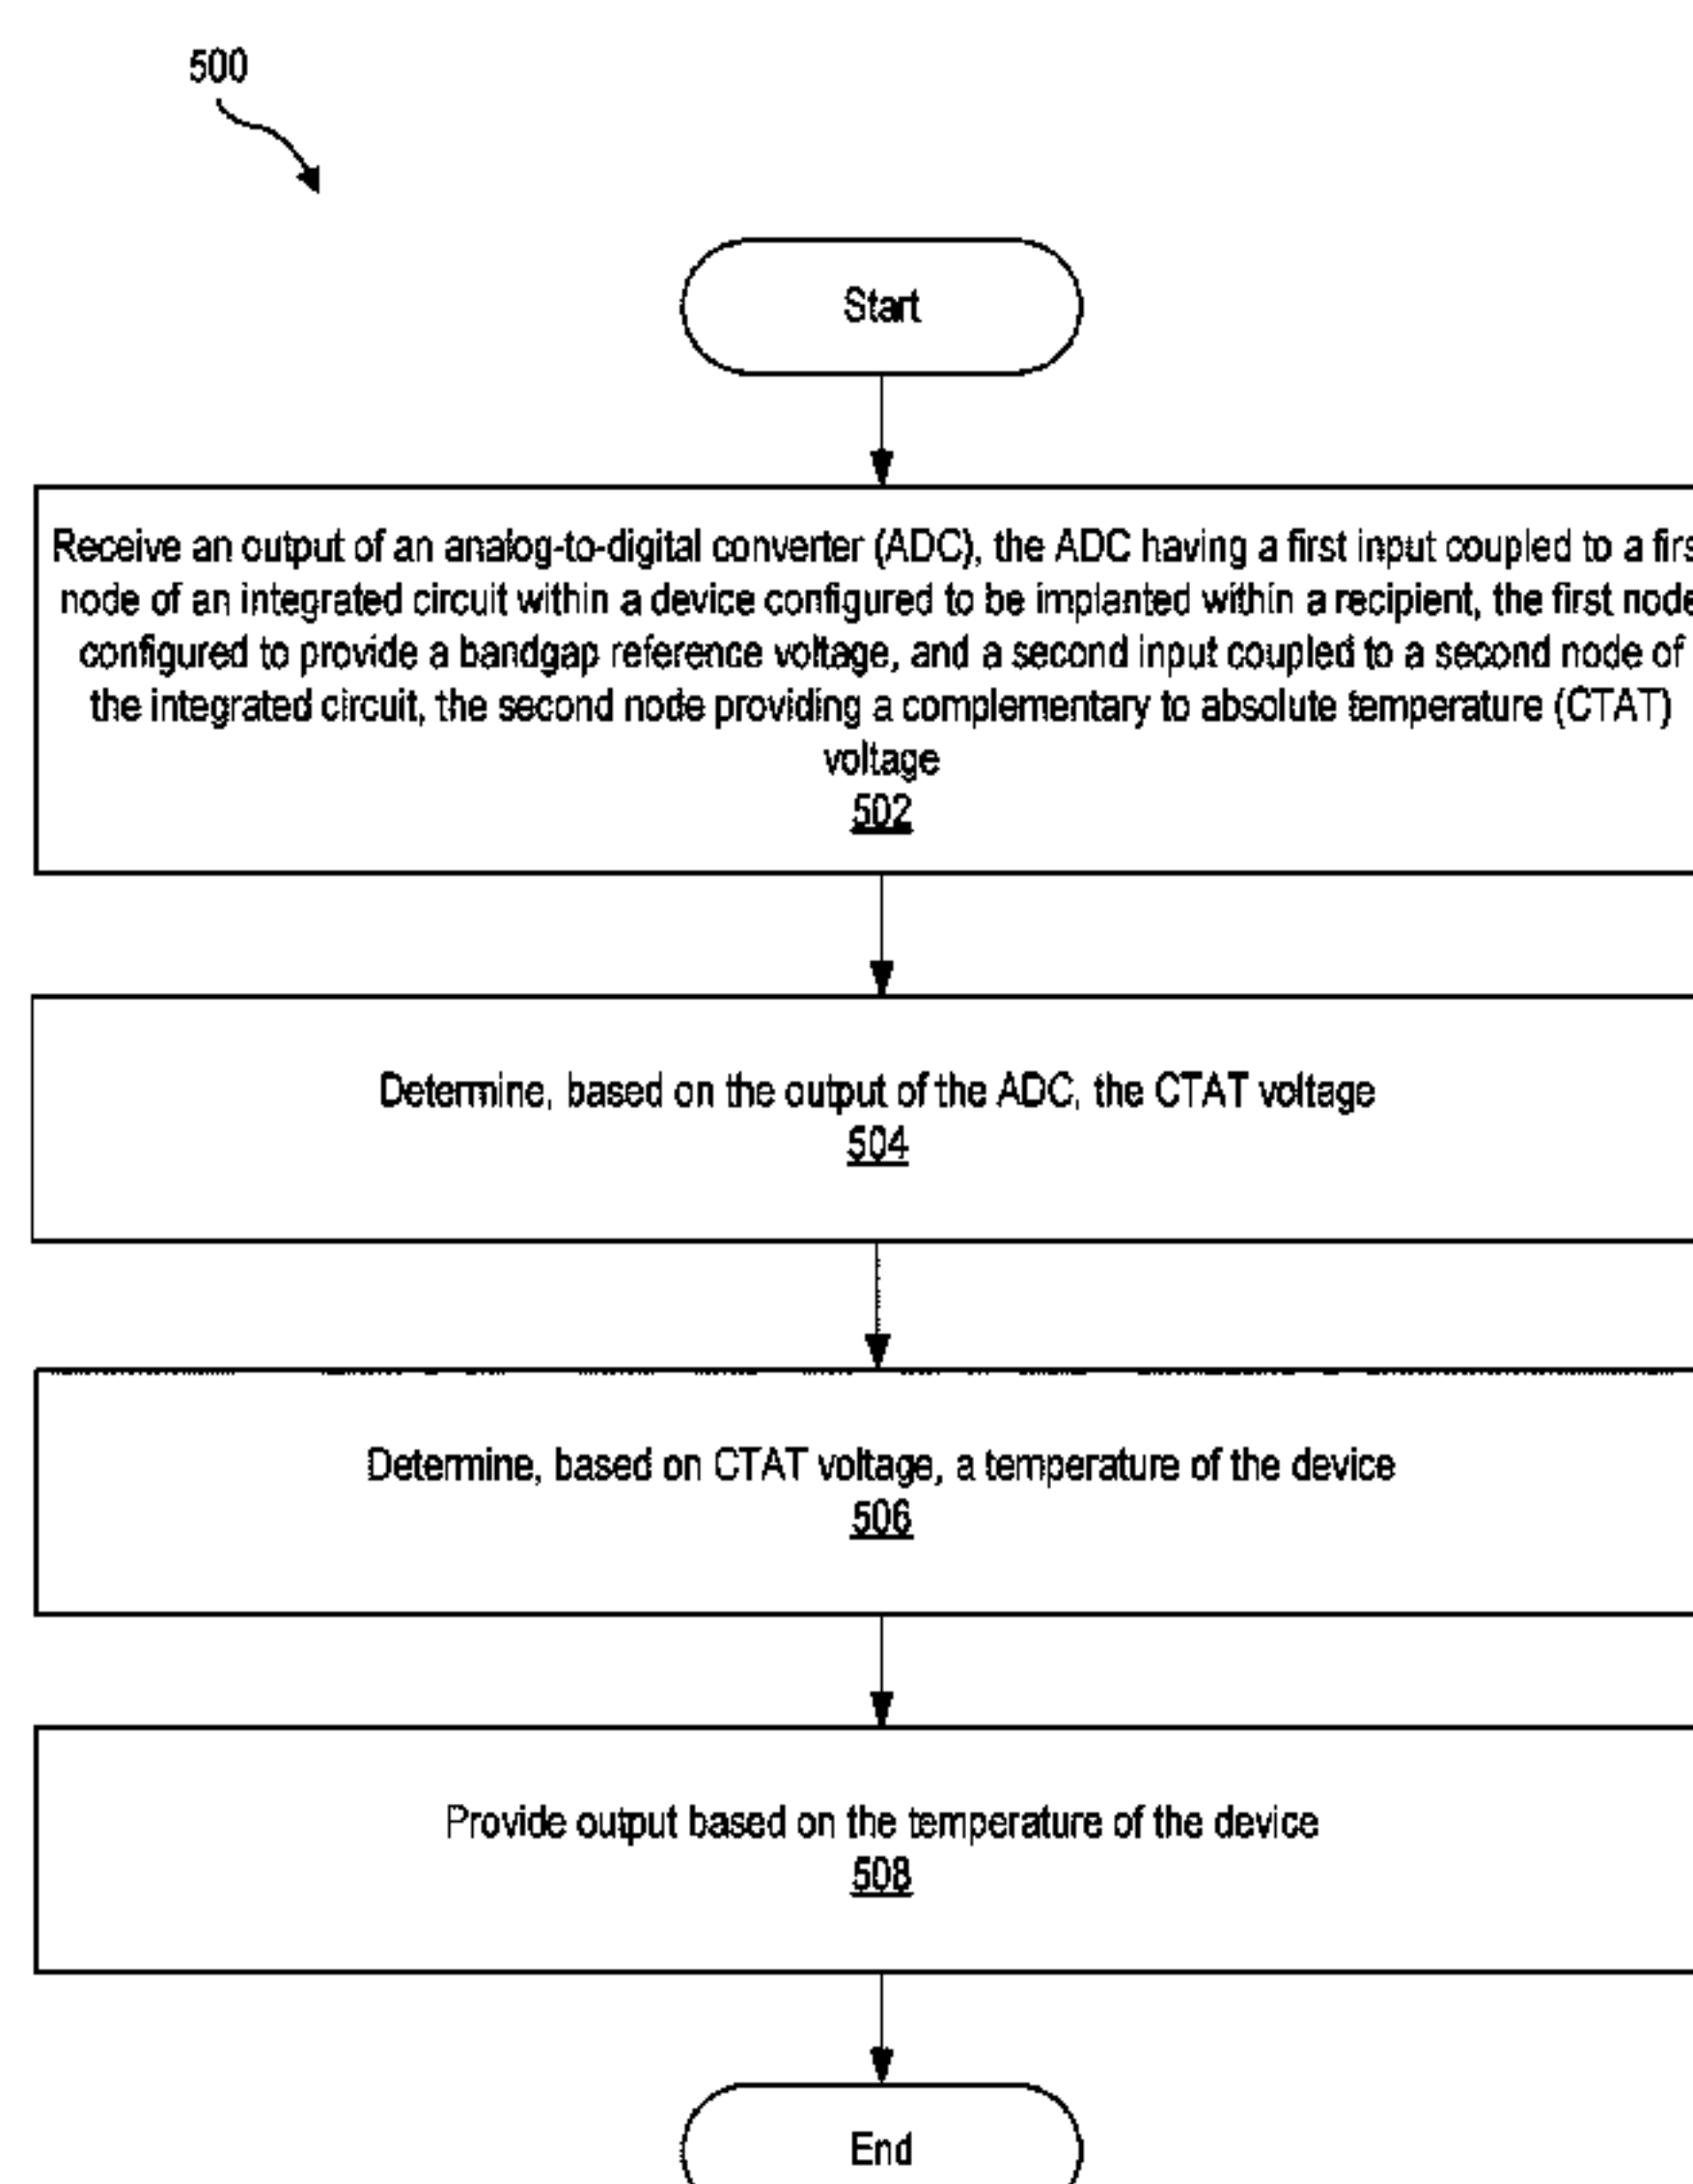 500
Start
Receive an output of an analog-to-digital converter (ADC), the ADC having a first input coupled to a firs
node of an integrated circuit within a device configured to be implanted within a recipient, the first node
configured to provide a bandgap reference voltage, and a second input coupled to a second node of
the integrated circuit, the second node providing a complementary to absolute temperature (CTAT)
voltage
502
Determine, based on the output of the ADC, the CTAT voltage
504
Determine, based on CTAT voltage, a temperature of the device
506
Provide output based on the temperature of the device
508
End